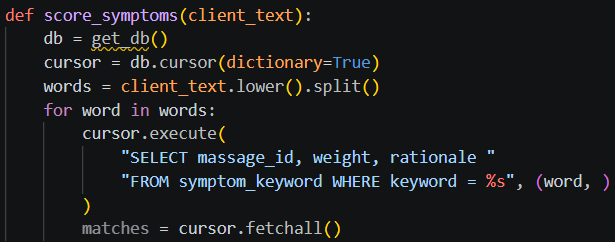 def score_symptoms(client_text):
    db = get_db()
    cursor = db.cursor(dictionary=True)
    words = client_text.lower().split()
    for word in words:
        cursor.execute(
            "SELECT massage_id, weight, rationale "
            "FROM symptom_keyword WHERE keyword = %s", (word, )
        )
        matches = cursor.fetchall()